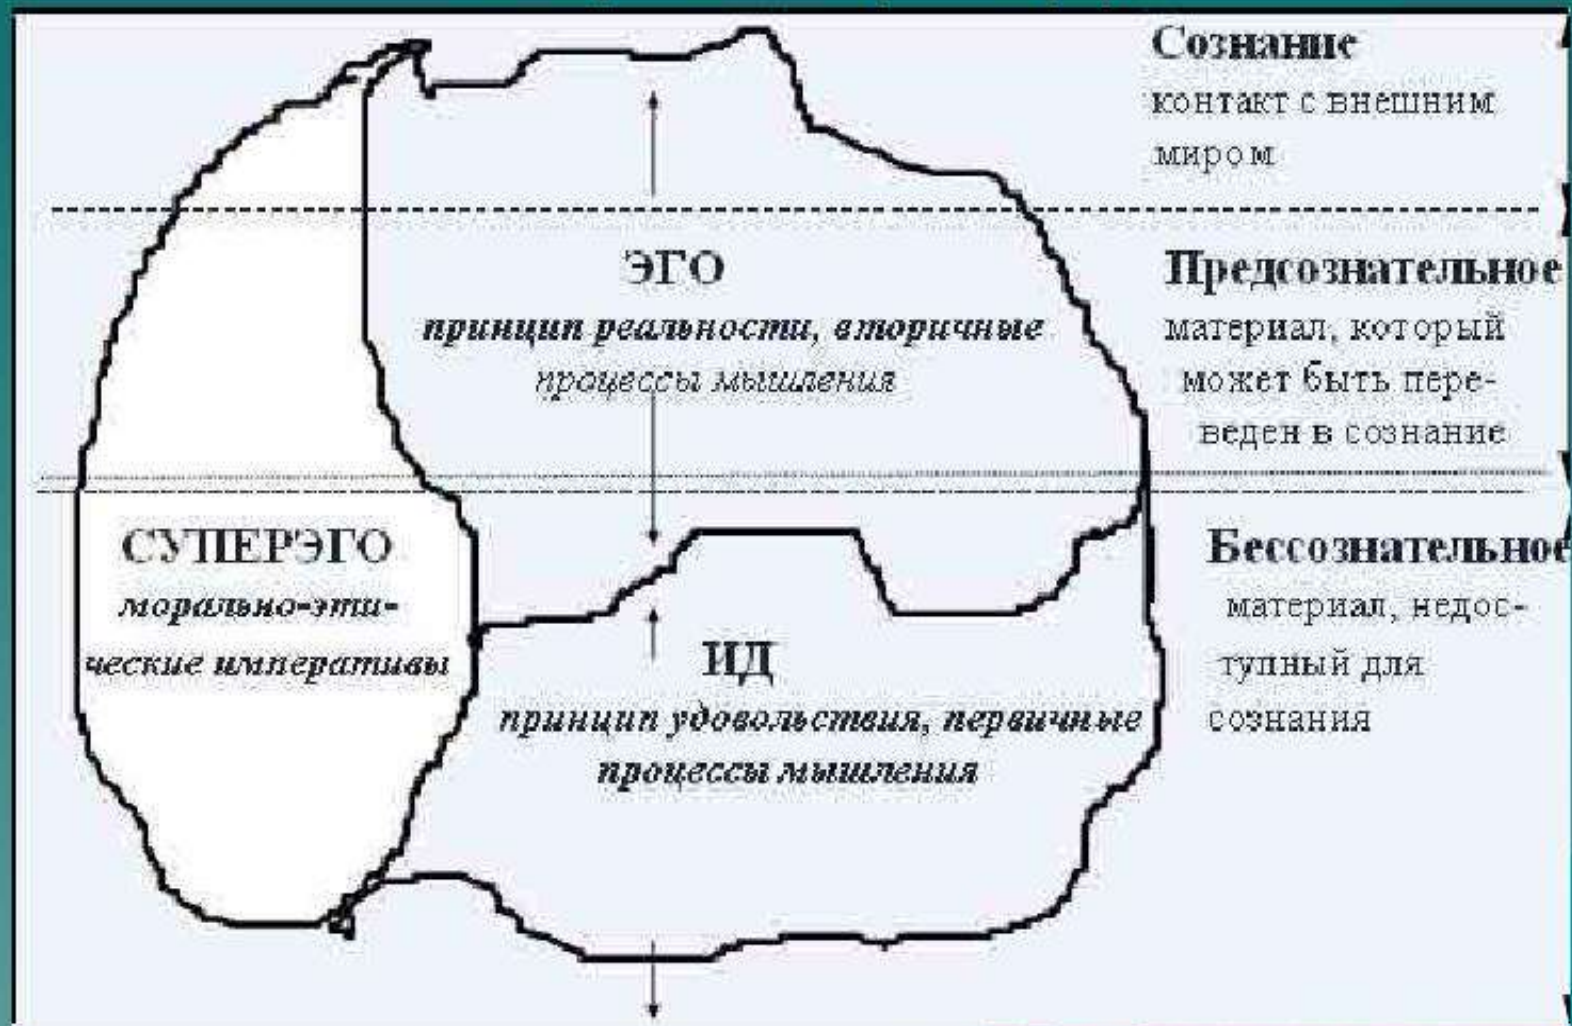 Сознание
контакт с внешним
миром
ЭГО
принцип реальности, вторичные
процессы мышления
Предсознательное
материал, который
может быть пере-
веден в сознание
СУПЕРЭГО
морально-эти-
ческие императивы
ИД
принцип удовольствия, первичные
процессы мышления
Бессознательное
материал, недос-
тупный для
сознания